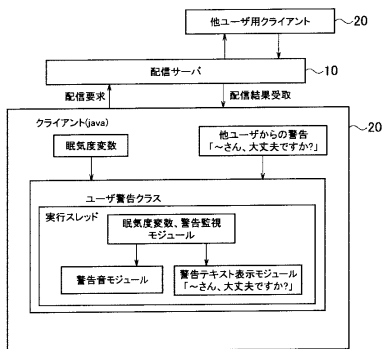 他ユーザ用クライアント
20
配信サーバ
10
配信要求
配信結果受取
クライアント(java)
20
眠気度変数
他ユーザからの警告
「～さん、大丈夫ですか?」
ユーザ警告クラス
実行スレッド
眠気度変数、警告監視
モジュール
警告音モジュール
警告テキスト表示モジュール
「～さん、大丈夫ですか?」